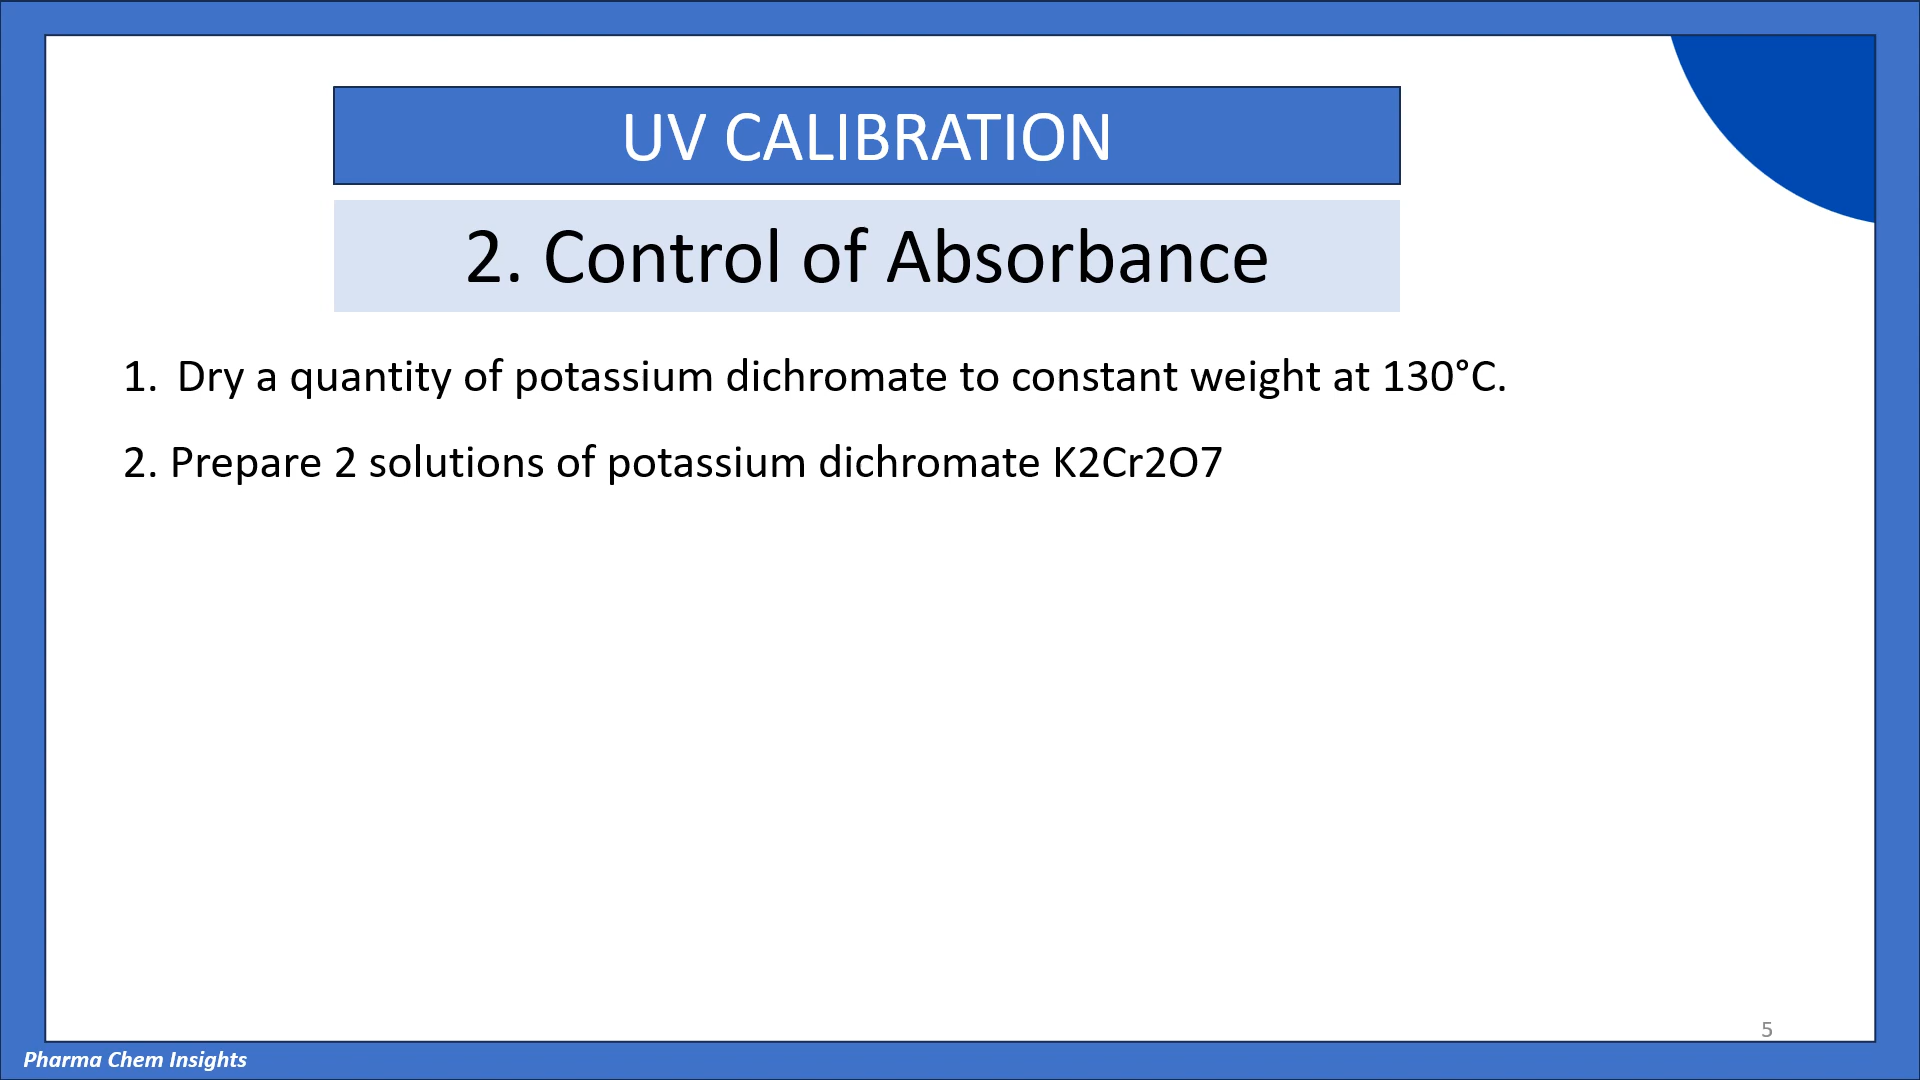 UV CALIBRATION
2. Control of Absorbance
1. Dry a quantity of potassium dichromate to constant weight at 130°C.
2. Prepare 2 solutions of potassium dichromate K2Cr2O7
5
Pharma Chem Insights